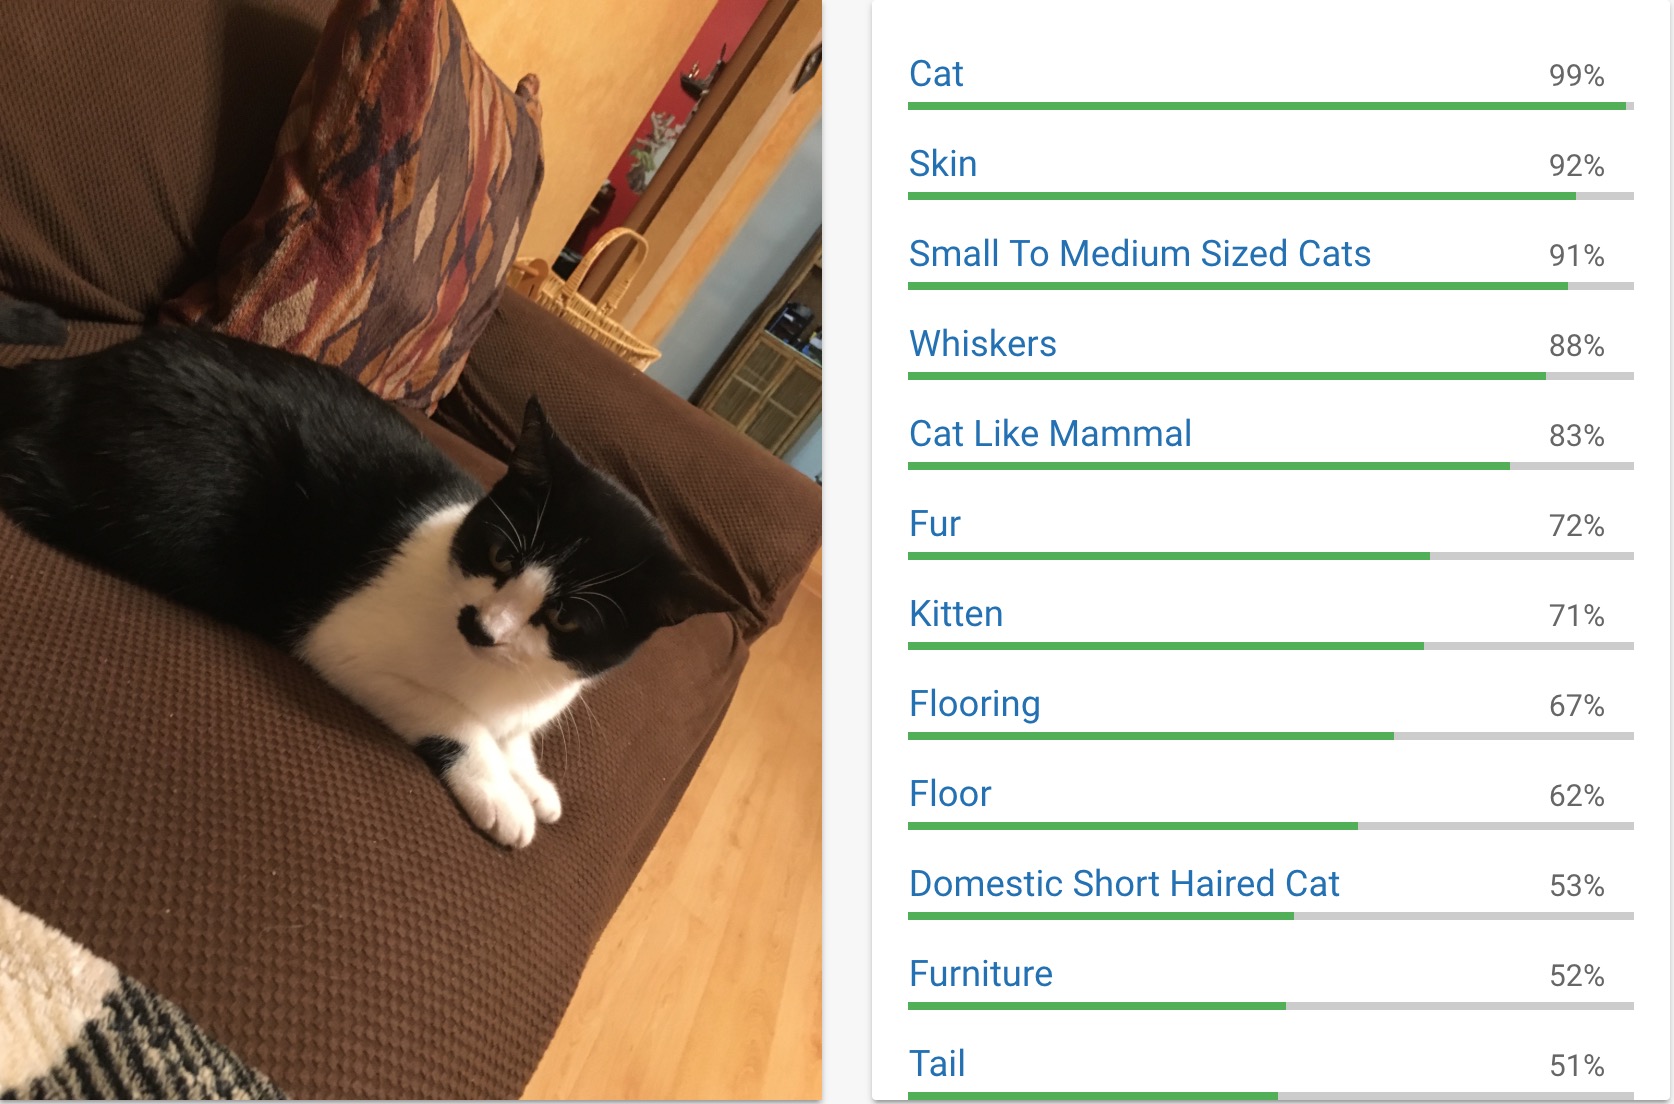 Cat 99%
Skin 92%
Small To Medium Sized Cats 91%
Whiskers 88%
Cat Like Mammal 83%
Fur 72%
Kitten 71%
Flooring 67%
Floor 62%
Domestic Short Haired Cat 53%
Furniture 52%
Tail 51%